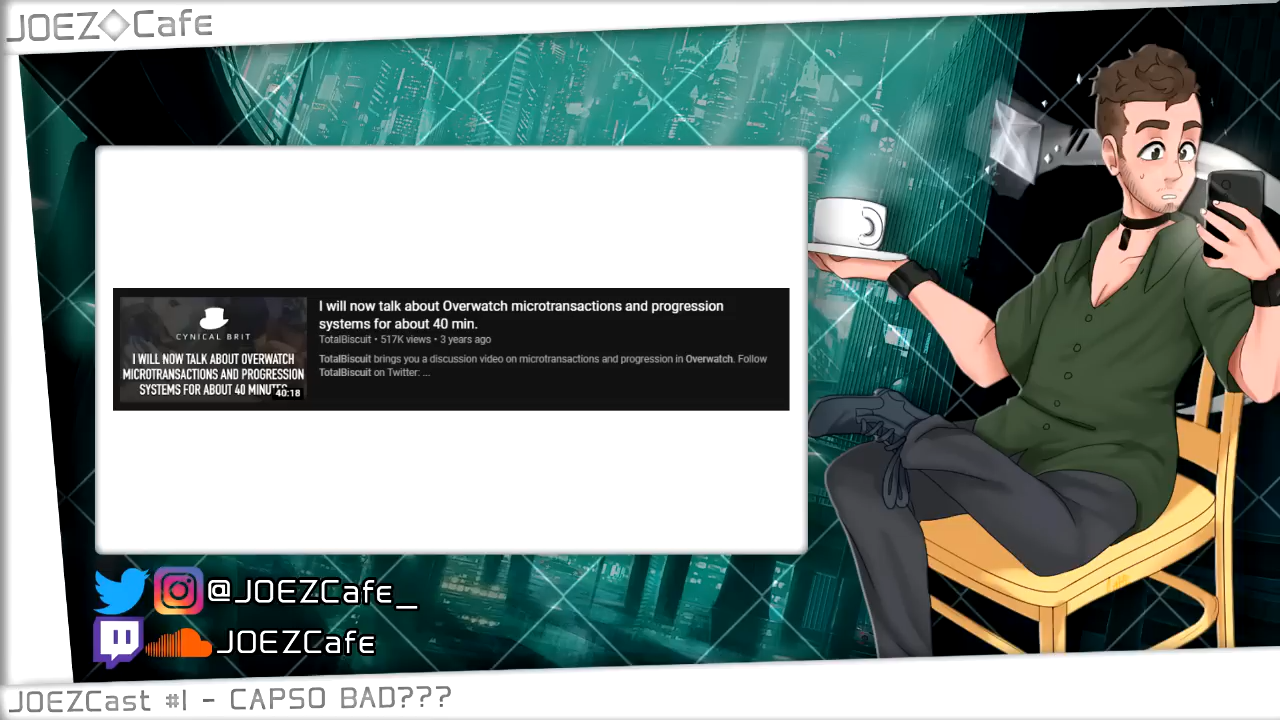 JOEZ Cafe
I will now talk about Overwatch microtransactions and progression
systems for about 40 min.
TotalBiscuit • 517K views • 3 years ago
TotalBiscuit brings you a discussion video on microtransactions and progression in Overwatch. Follow
TotalBiscuit on Twitter: ...
CYNICAL BRIT
I WILL NOW TALK ABOUT OVERWATCH
MICROTRANSACTIONS AND PROGRESSION
SYSTEMS FOR ABOUT 40 MINUTES
40:18
@JOEZCafe_
JOEZCafe
JOEZCast #1 - CAPSO BAD???